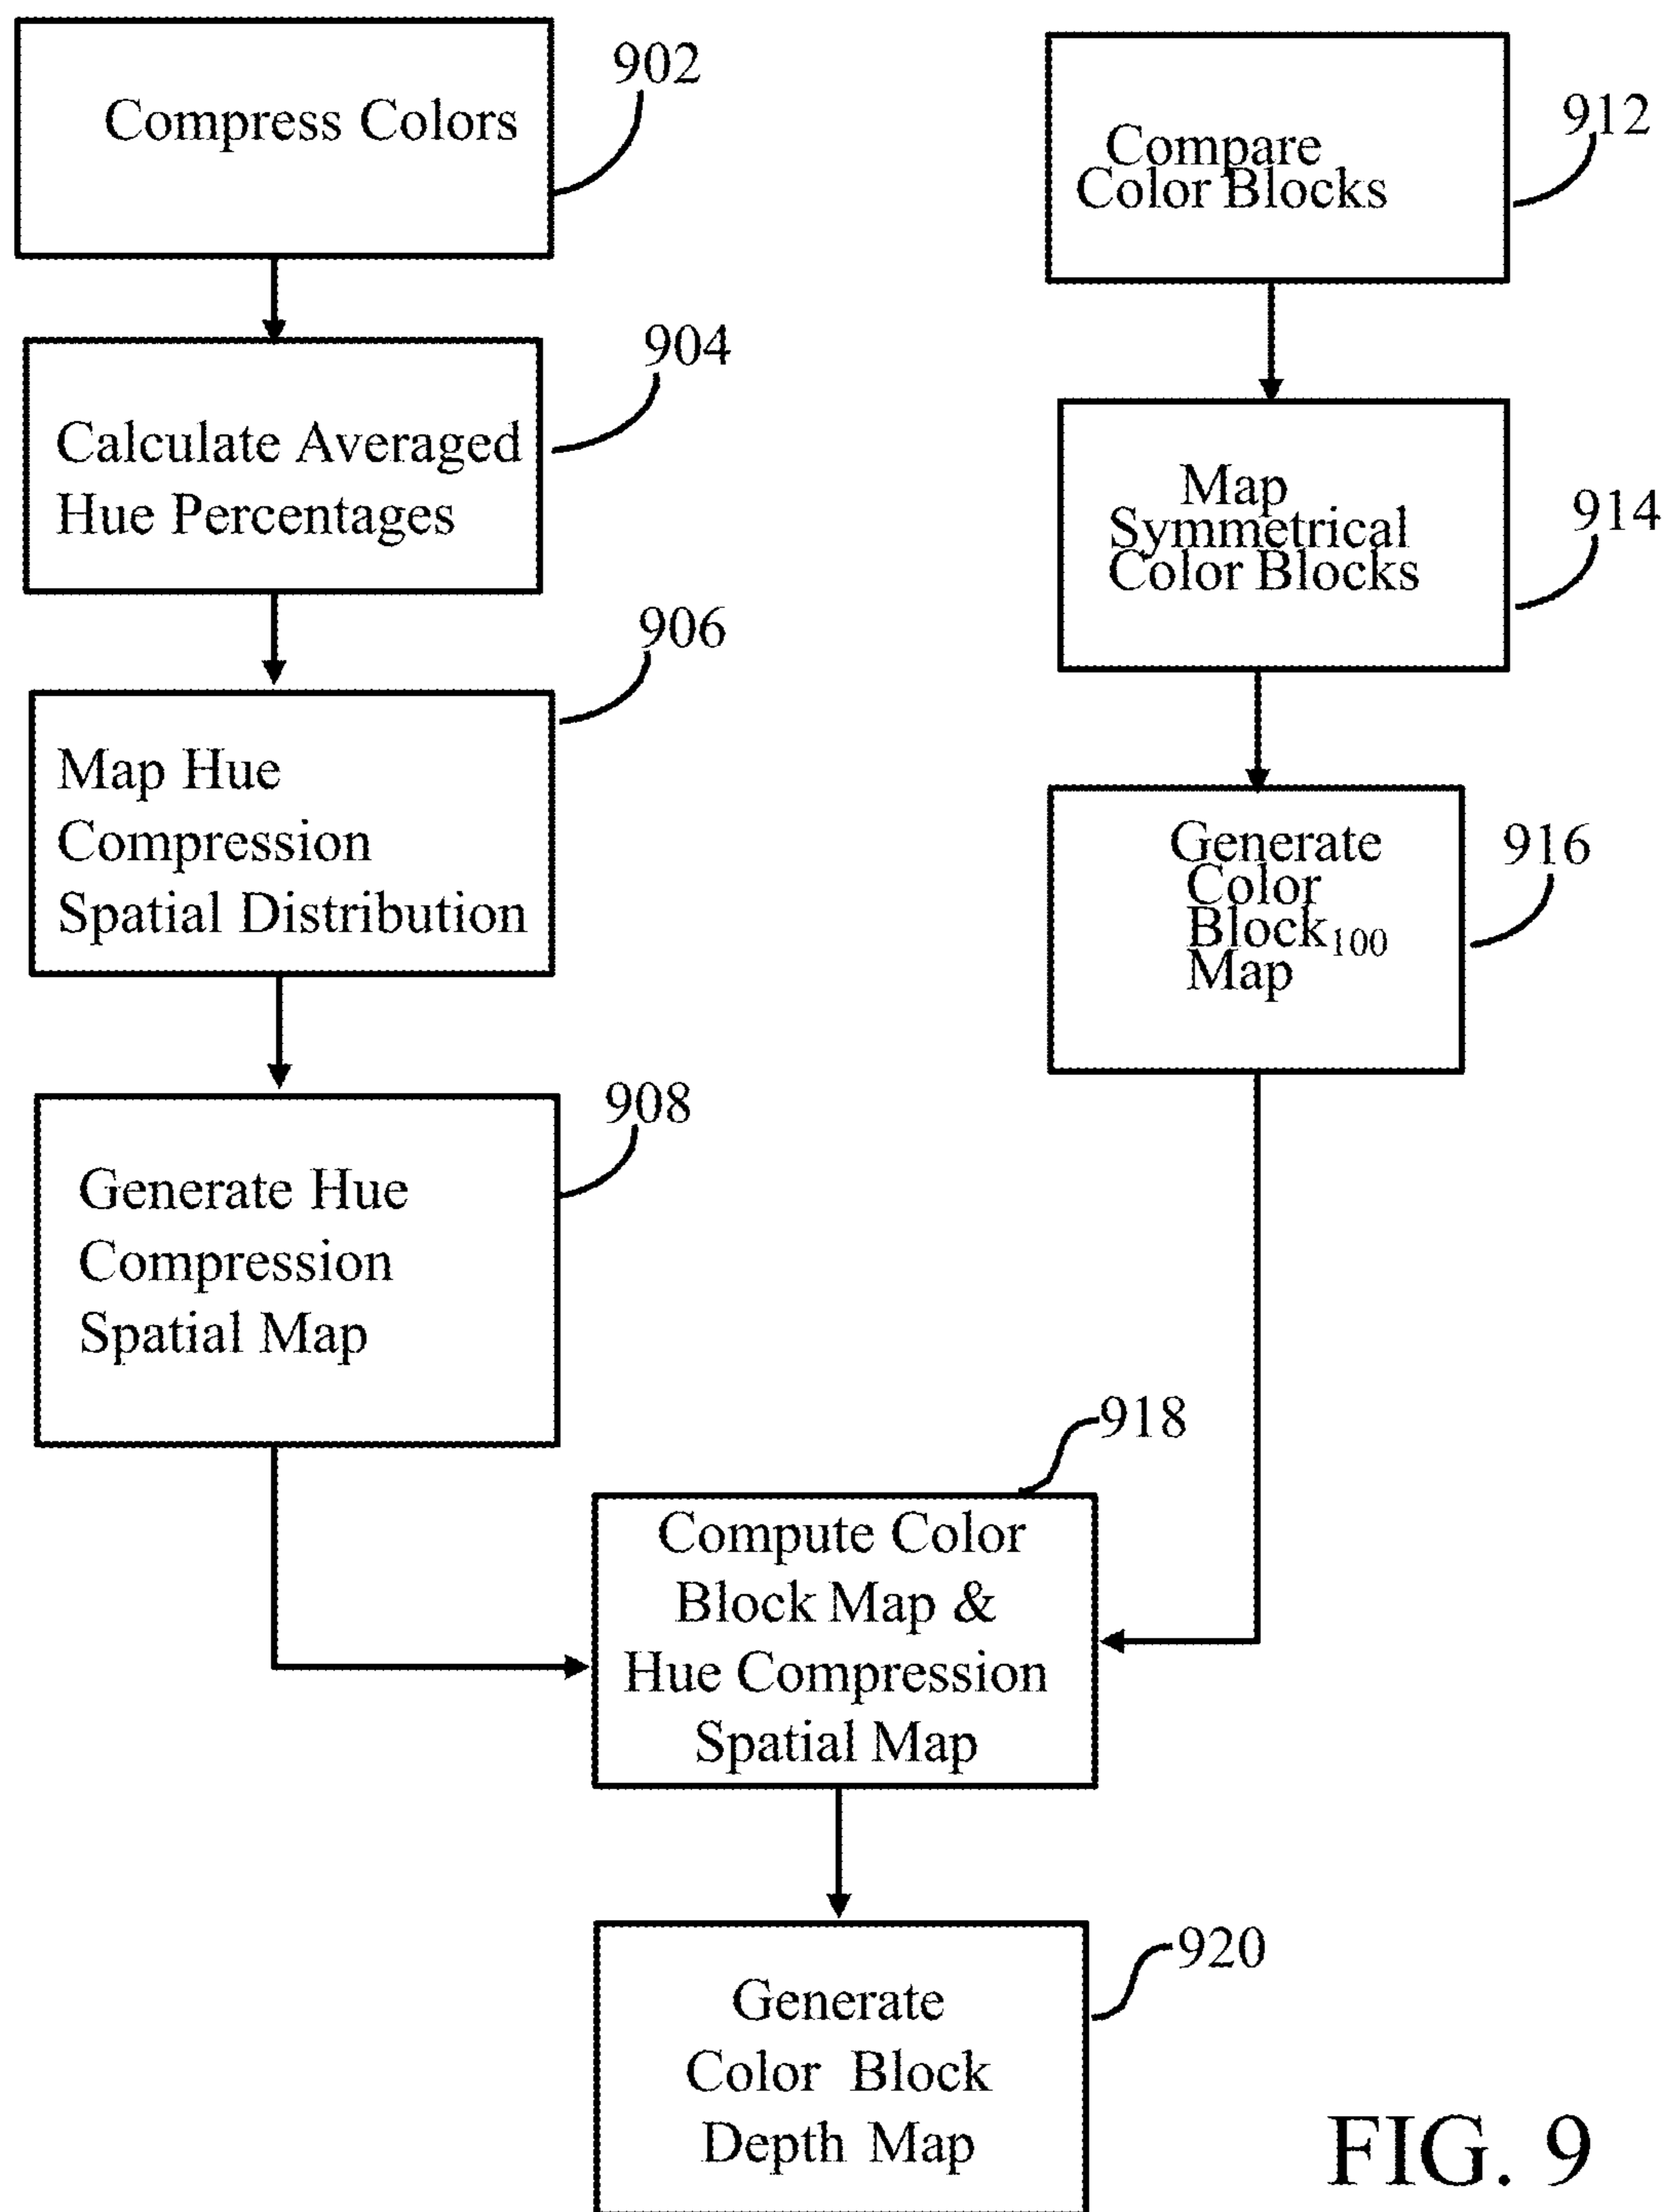 902
Compress Colors
904
Calculate Averaged
Hue Percentages
906
Map Hue
Compression
Spatial Distribution
908
Generate Hue
Compression
Spatial Map
912
Compare
Color Blocks
914
Map
Symmetrical
Color Blocks
916
Generate
Color
Block100
Map
918
Compute Color
Block Map &
Hue Compression
Spatial Map
920
Generate
Color Block
Depth Map
FIG. 9